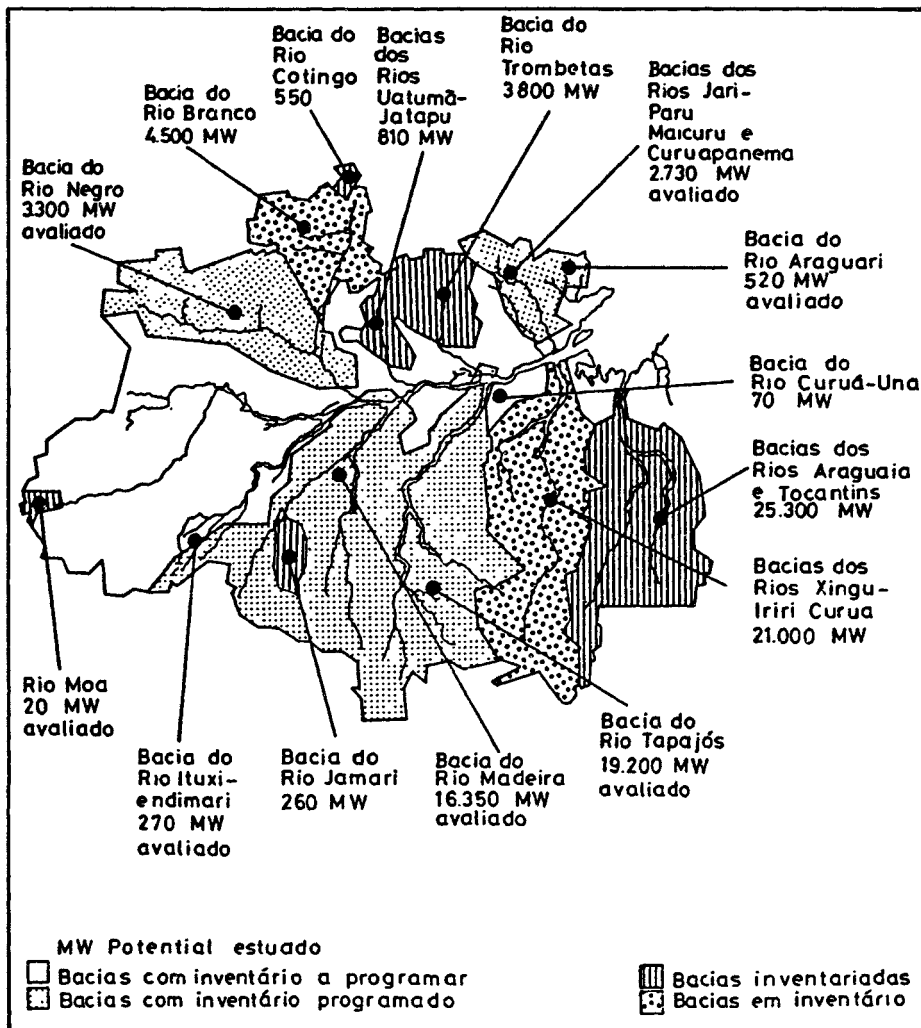 Bacia do
Rio
Cotingo
550
Bacias
dos
Rios
Uatumã-
Jatapu
810 MW
Bacia do
Rio
Trombetas
3800 MW
Bacias dos
Rios Jari-
Paru
Maicuru e
Curuapanema
2.730 MW
avaliado
Bacia do
Rio Branco
4.500 MW
Bacia do
Rio Negro
3.300 MW
avaliado
Bacia do
Rio Araguari
520 MW
avaliado
Bacia do
Rio Curuá-Una
70 MW
Bacias dos
Rios Araguaia
e Tocantins
25.300 MW
Bacias dos
Rios Xingu-
Iriri Curua
21.000 MW
Rio Moa
20 MW
avaliado
Bacia do
Rio Ituxi-
endimari
270 MW
avaliado
Bacia do
Rio Jamari
260 MW
Bacia do
Rio Madeira
16.350 MW
avaliado
Bacia do
Rio Tapajós
19.200 MW
avaliado
MW Potential estuado
Bacias com inventário a programar
Bacias com inventário programado
Bacias inventariadas
Bacias em inventário